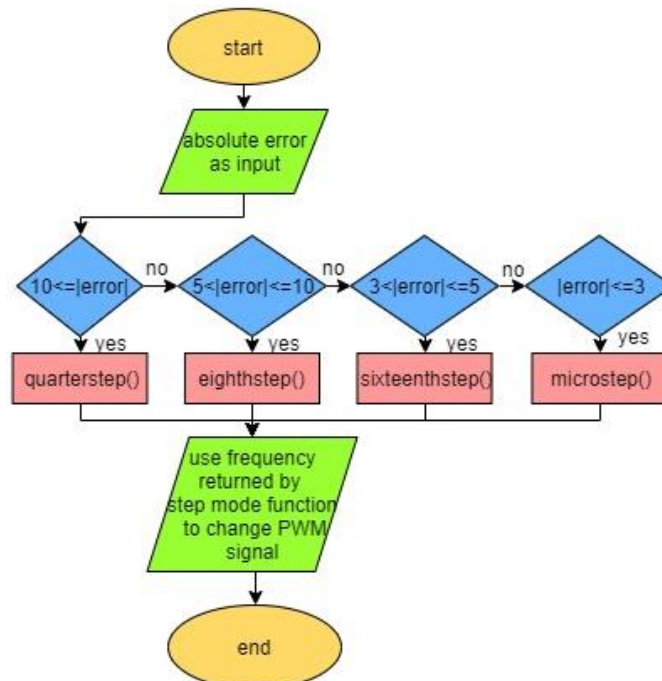 start
absolute error
as input
10<=|error|
no
5<|error|<=10
no
3<|error|<=5
no
|error|<=3
yes
yes
yes
yes
quarterstep()
eighthstep()
sixteenthstep()
microstep()
use frequency
returned by
step mode function
to change PWM
signal
end